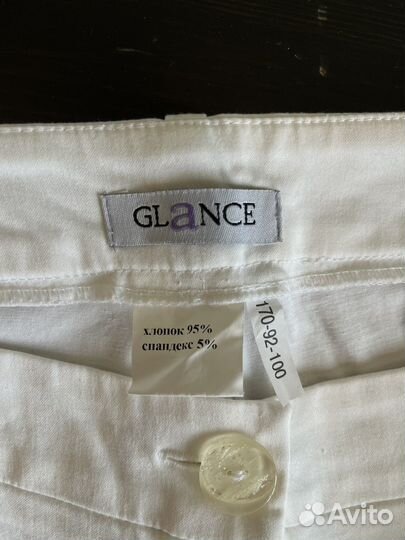 GLaNCE
хлопок 95%
спандекс 5%
170-92-100
Avito